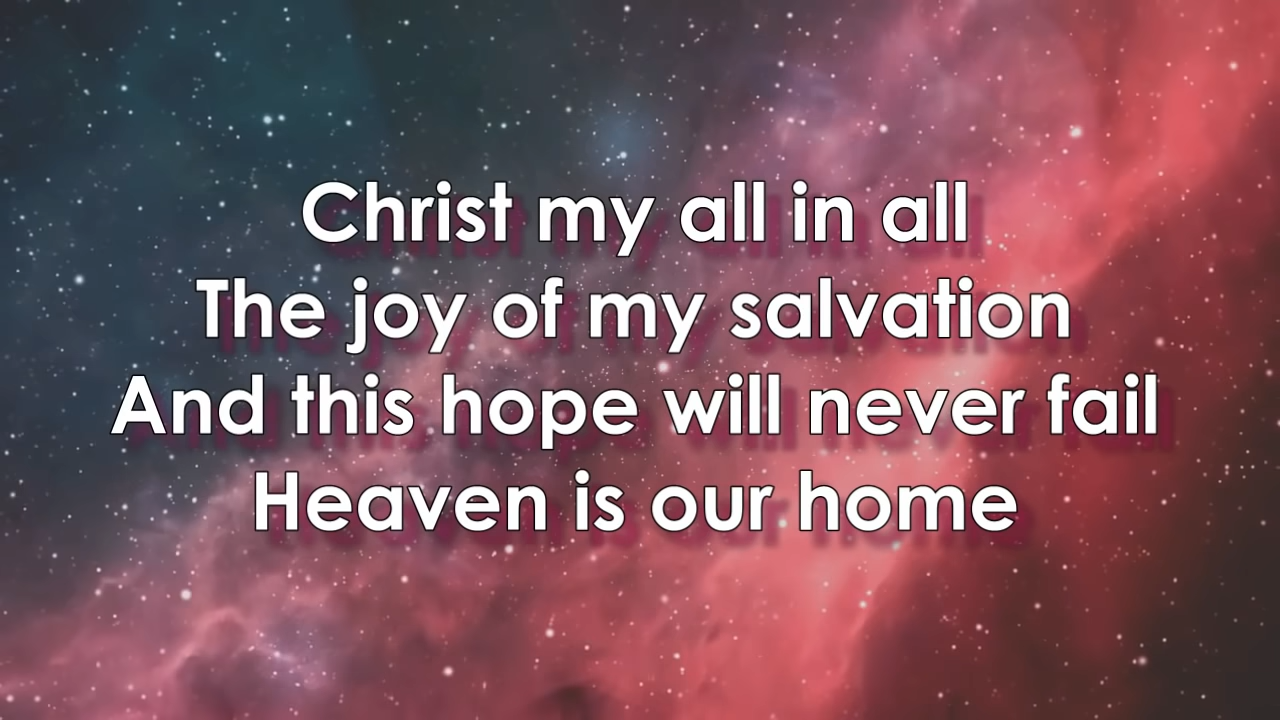 Christ my all in all
The joy of my salvation
And this hope will never fail
Heaven is our home